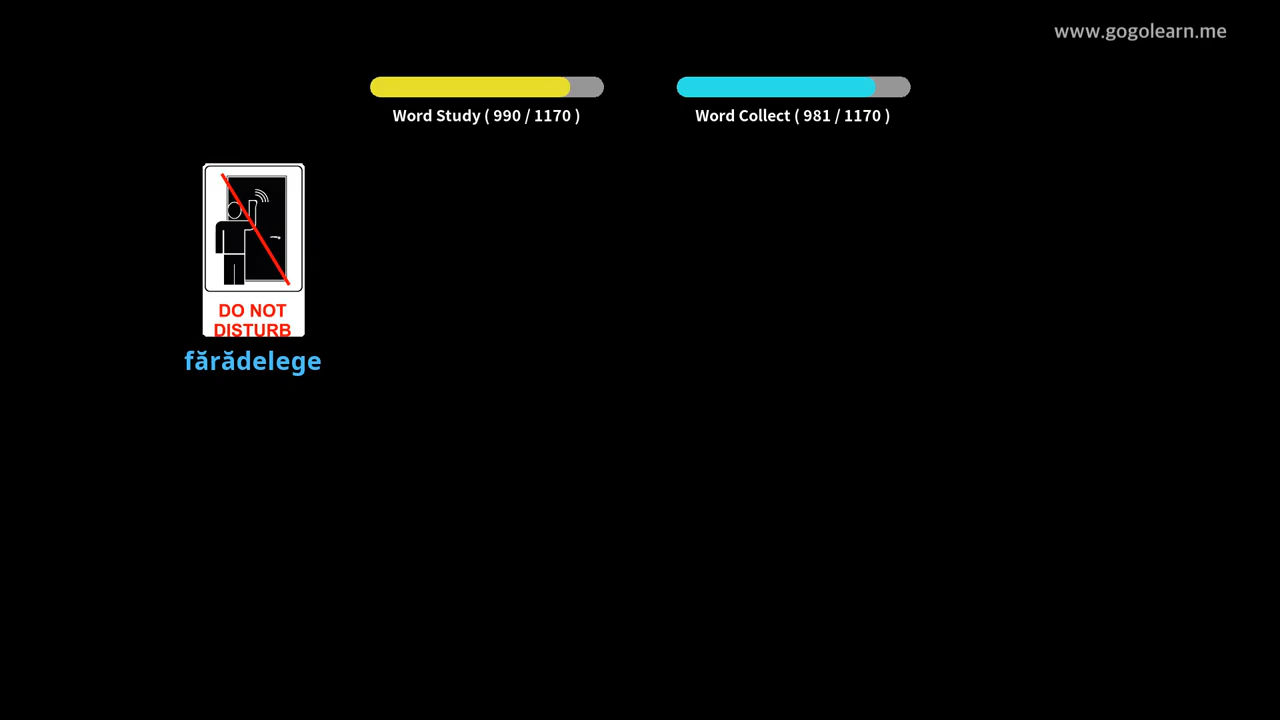 www.gogolearn.me
Word Study ( 990 / 1170 )
Word Collect ( 981 / 1170 )
DO NOT
DISTURB
fărădelege